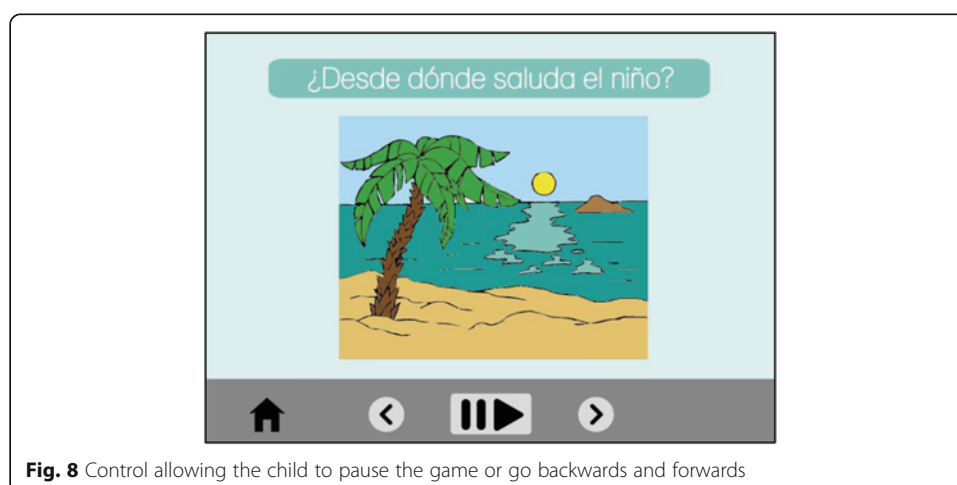 ¿Desde dónde saluda el niño?
Fig. 8 Control allowing the child to pause the game or go backwards and forwards